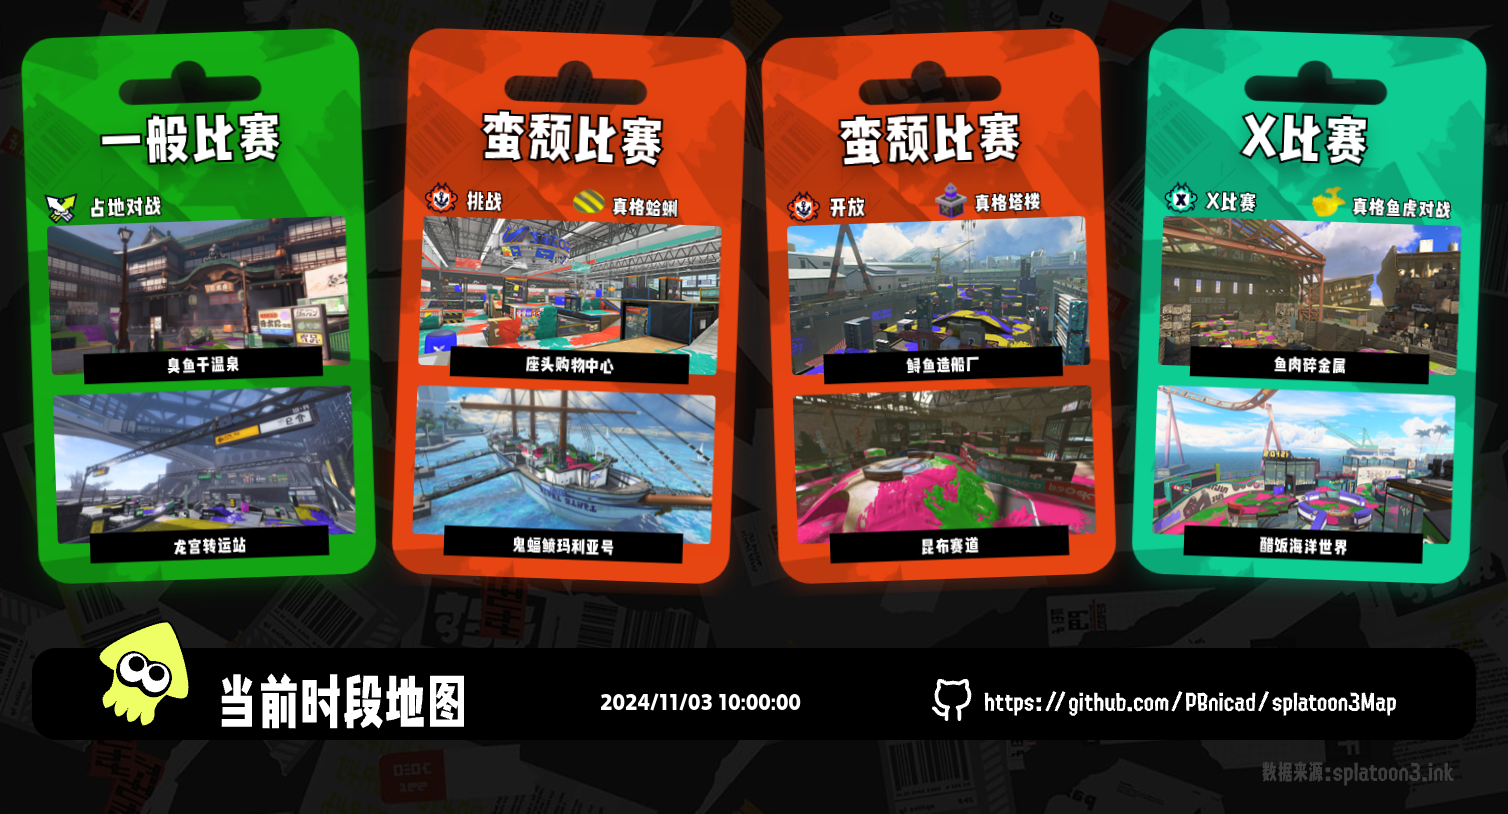 一般比赛
占地对战
臭鱼干温泉
龙宫转运站
蛮颓比赛
挑战
真格蛤蜊
座头购物中心
鬼蝠鲼玛利亚号
蛮颓比赛
开放
真格塔楼
鲟鱼造船厂
昆布赛道
X比赛
X比赛
真格鱼虎对战
鱼肉碎金属
醋饭海洋世界
当前时段地图
2024/11/03 10:00:00
https://github.com/PBnicad/splatoon3Map
数据来源:splatoon3.ink